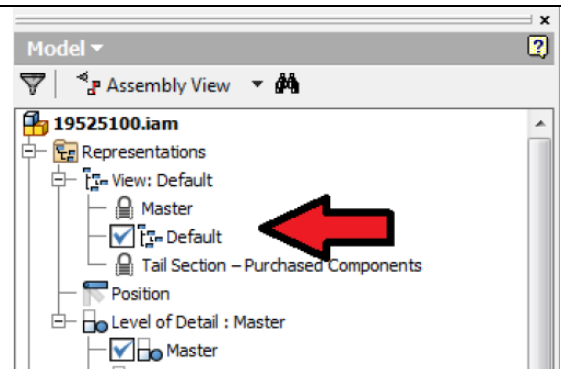 Model
Assembly View
19525100.iam
Representations
View: Default
Master
Default
Tail Section – Purchased Components
Position
Level of Detail : Master
Master